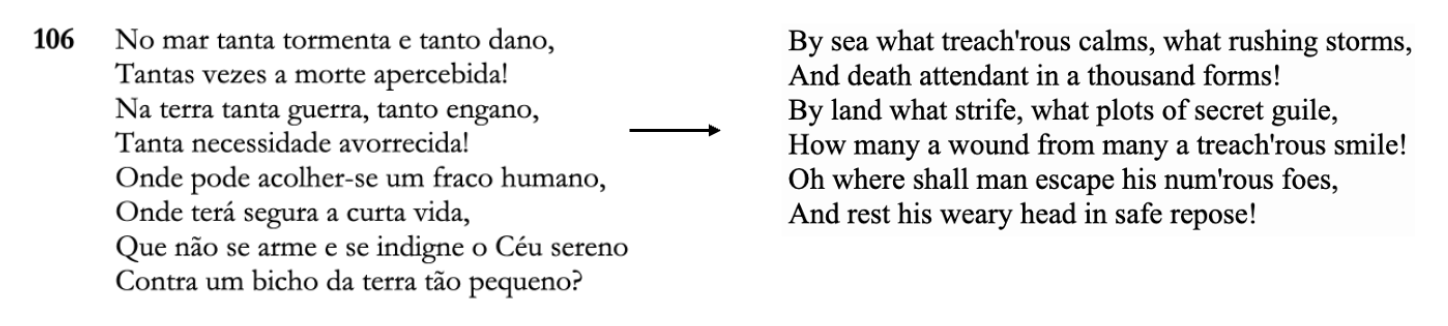 106 No mar tanta tormenta e tanto dano,
Tantas vezes a morte apercebida!
Na terra tanta guerra, tanto engano,
Tanta necessidade avorrecida!
Onde pode acolher-se um fraco humano,
Onde terá segura a curta vida,
Que não se arme e se indigne o Céu sereno
Contra um bicho da terra tão pequeno?
By sea what treach'rous calms, what rushing storms,
And death attendant in a thousand forms!
By land what strife, what plots of secret guile,
How many a wound from many a treach'rous smile!
Oh where shall man escape his num'rous foes,
And rest his weary head in safe repose!